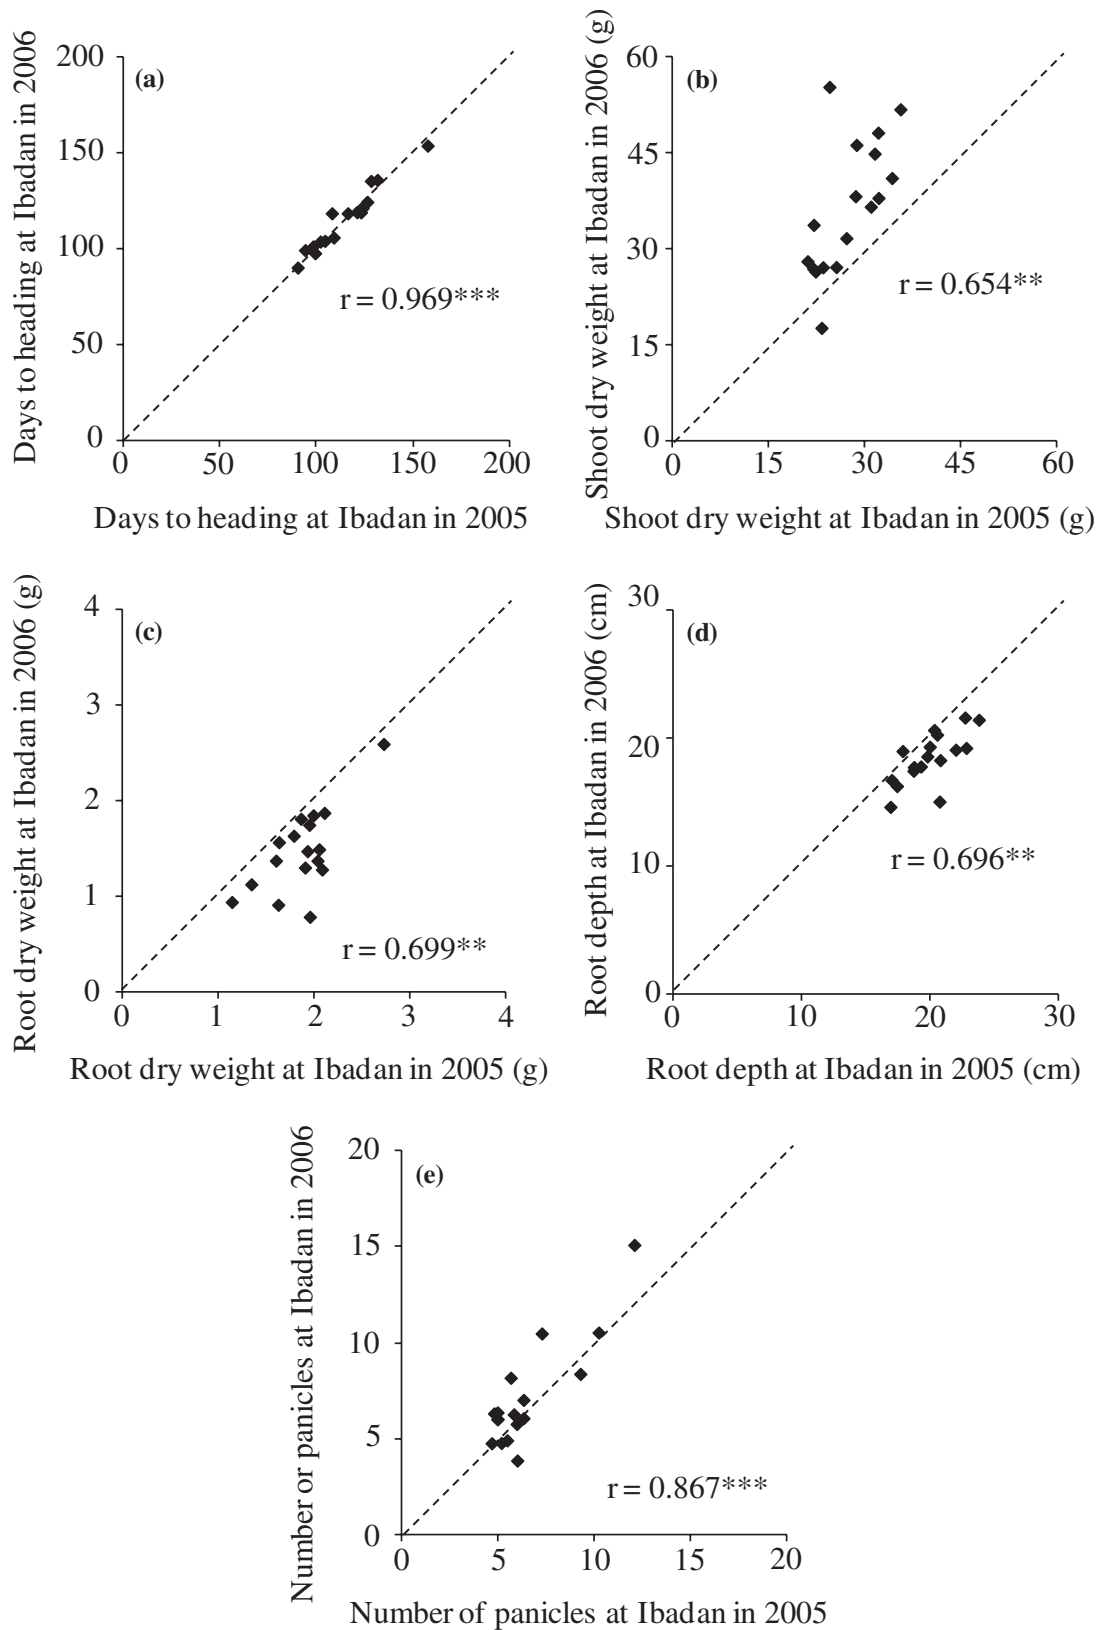 Days to heading at Ibadan in 2006
200
150
100
50
0
(a)
r = 0.969***
0 50 100 150 200
Days to heading at Ibadan in 2005
Shoot dry weight at Ibadan in 2006 (g)
60
45
30
15
0
(b)
r = 0.654**
0 15 30 45 60
Shoot dry weight at Ibadan in 2005 (g)
Root dry weight at Ibadan in 2006 (g)
4
3
2
1
0
(c)
r = 0.699**
0 1 2 3 4
Root dry weight at Ibadan in 2005 (g)
Root depth at Ibadan in 2006 (cm)
30
20
10
0
(d)
r = 0.696**
0 10 20 30
Root depth at Ibadan in 2005 (cm)
Number or panicles at Ibadan in 2006
20
15
10
5
0
(e)
r = 0.867***
0 5 10 15 20
Number of panicles at Ibadan in 2005